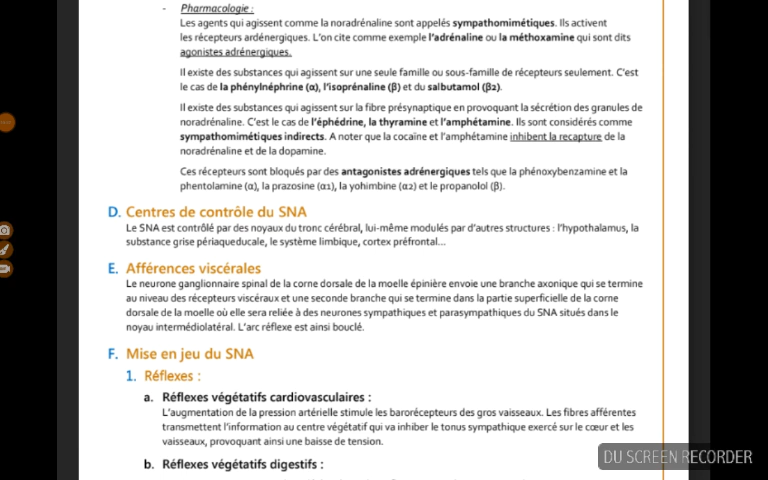 - Pharmacologie :
Les agents qui agissent comme la noradrénaline sont appelés sympathomimétiques. Ils activent
les récepteurs ardénergiques. L'on cite comme exemple l'adrénaline ou la méthoxamine qui sont dits
agonistes adrénergiques.
Il existe des substances qui agissent sur une seule famille ou sous-famille de récepteurs seulement. C'est
le cas de la phénylnéphrine (α), l'isoprénaline (β) et du salbutamol (β2).
Il existe des substances qui agissent sur la fibre présynaptique en provoquant la sécrétion des granules de
noradrénaline. C'est le cas de l'éphédrine, la thyramine et l'amphétamine. Ils sont considérés comme
sympathomimétiques indirects. A noter que la cocaïne et l'amphétamine inhibent la recapture de la
noradrénaline et de la dopamine.
Ces récepteurs sont bloqués par des antagonistes adrénergiques tels que la phénoxybenzamine et la
phentolamine (α), la prazosine (α1), la yohimbine (α2) et le propanolol (β).
D. Centres de contrôle du SNA
Le SNA est contrôlé par des noyaux du tronc cérébral, lui-même modulés par d'autres structures : l'hypothalamus, la
substance grise périaqueducale, le système limbique, cortex préfrontal...
E. Afférences viscérales
Le neurone ganglionnaire spinal de la corne dorsale de la moelle épinière envoie une branche axonique qui se termine
au niveau des récepteurs viscéraux et une seconde branche qui se termine dans la partie superficielle de la corne
dorsale de la moelle où elle sera reliée à des neurones sympathiques et parasympathiques du SNA situés dans le
noyau intermédiolatéral. L'arc réflexe est ainsi bouclé.
F. Mise en jeu du SNA
1. Réflexes :
a. Réflexes végétatifs cardiovasculaires :
L'augmentation de la pression artérielle stimule les barorécepteurs des gros vaisseaux. Les fibres afférentes
transmettent l'information au centre végétatif qui va inhiber le tonus sympathique exercé sur le cœur et les
vaisseaux, provoquant ainsi une baisse de tension.
b. Réflexes végétatifs digestifs :
DU SCREEN RECORDER